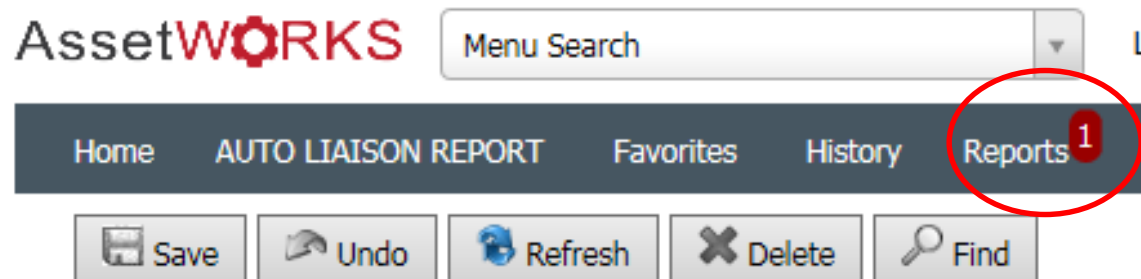 AssetWORKS Menu Search L
Home AUTO LIAISON REPORT Favorites History Reports 1
Save Undo Refresh Delete Find